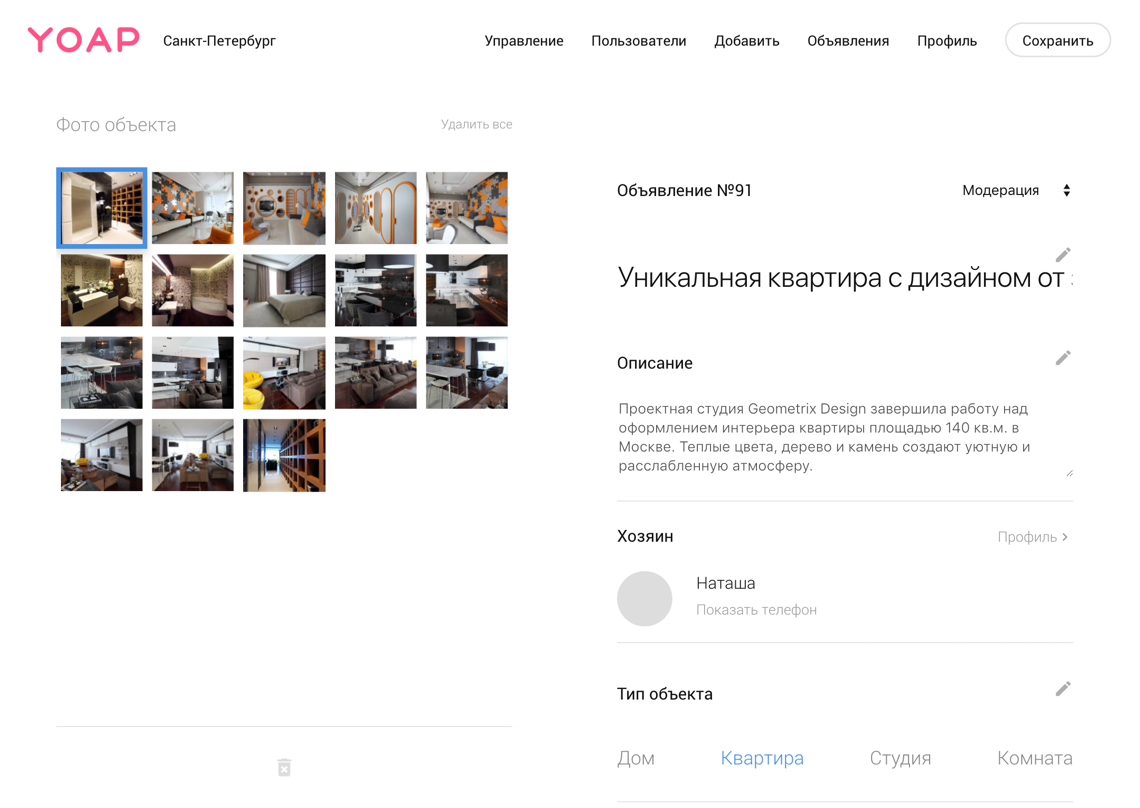 YOAP
Санкт-Петербург
Управление
Пользователи
Добавить
Объявления
Профиль
Сохранить
Фото объекта
Удалить все
Объявление №91
Модерация
Уникальная квартира с дизайном от
Описание
Проектная студия Geometrix Design завершила работу над
оформлением интерьера квартиры площадью 140 кв.м. в
Москве. Теплые цвета, дерево и камень создают уютную и
расслабленную атмосферу.
Хозяин
Профиль
Наташа
Показать телефон
Тип объекта
Дом
Квартира
Студия
Комната